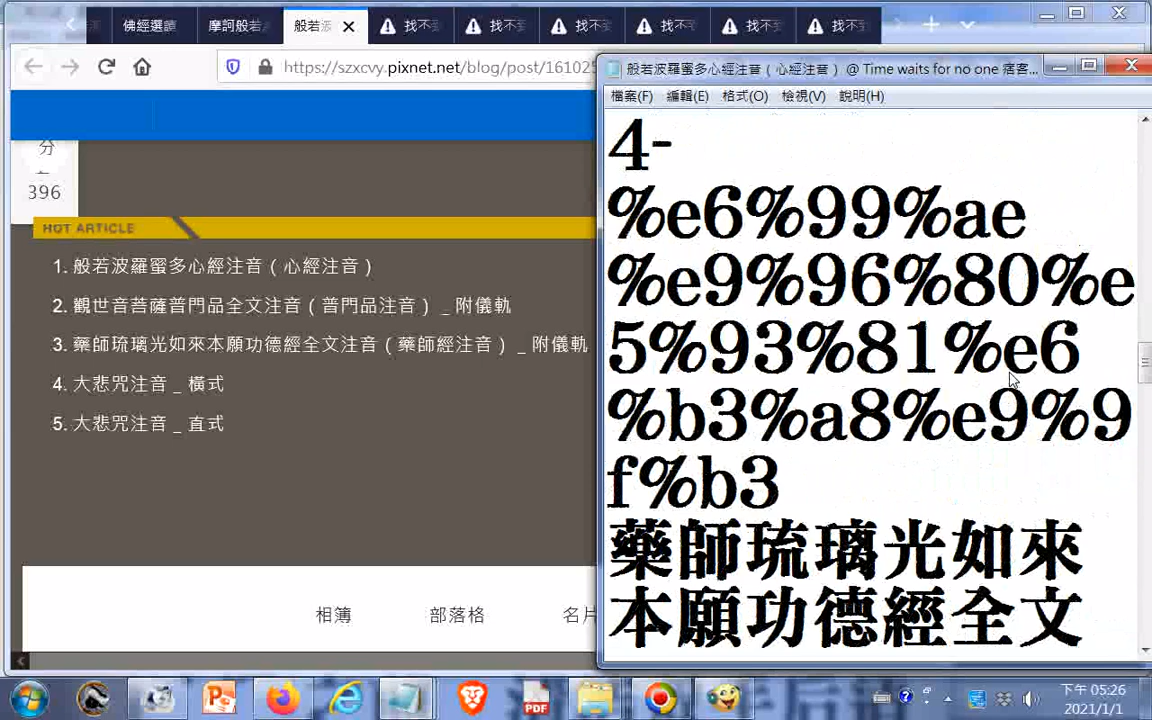 佛經選讀
摩訶般若
般若波
找不到
找不到
找不到
找不到
找不到
找不到
https://szxcvy.pixnet.net/blog/post/16102
般若波羅蜜多心經注音（心經注音）@ Time waits for no one 痞客...
檔案(F) 編輯(E) 格式(O) 檢視(V) 說明(H)
分
396
HOT ARTICLE
1. 般若波羅蜜多心經注音（心經注音）
2. 觀世音菩薩普門品全文注音（普門品注音）_ 附儀軌
3. 藥師琉璃光如來本願功德經全文注音（藥師經注音）_ 附儀軌
4. 大悲咒注音 _ 橫式
5. 大悲咒注音 _ 直式
相簿 部落格 名片
4-
%e6%99%ae
%e9%96%80%e
5%93%81%e6
%b3%a8%e9%9
f%b3
藥師琉璃光如來
本願功德經全文
PDF
下午 05:26
2021/1/1